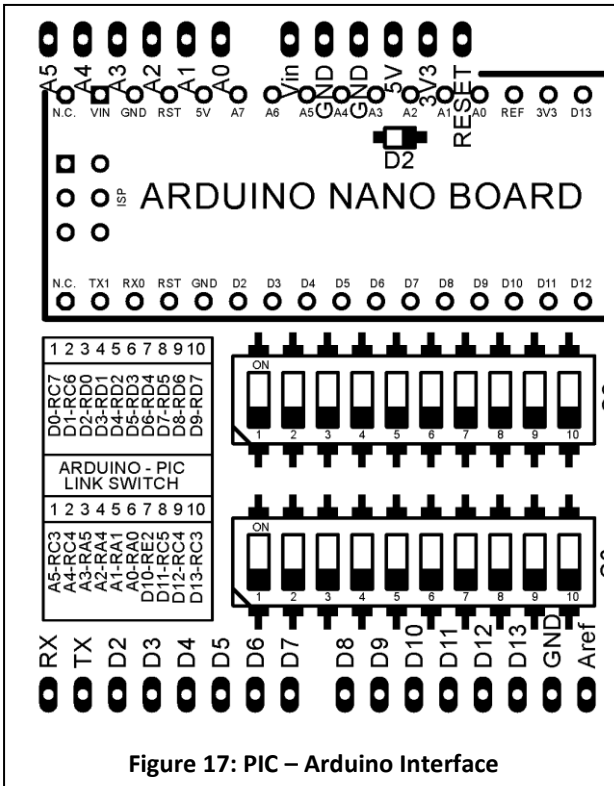 A5 A4 A3 A2 A1 A0 Vin GND GND 5V 3V3 RESET
N.C. VIN GND RST 5V A7 A6 A5 A4 A3 A2 A1 A0 REF 3V3 D13
D2
ISP
ARDUINO NANO BOARD
N.C. TX1 RX0 RST GND D2 D3 D4 D5 D6 D7 D8 D9 D10 D11 D12
1 2 3 4 5 6 7 8 9 10
D0-RC7
D1-RC6
D2-RD0
D3-RD1
D4-RD2
D5-RD3
D6-RD4
D7-RD5
D8-RD6
D9-RD7
ON
1 2 3 4 5 6 7 8 9 10
ARDUINO - PIC
LINK SWITCH
1 2 3 4 5 6 7 8 9 10
A5-RC3
A4-RC4
A3-RA5
A2-RA4
A1-RA1
A0-RA0
D10-RE2
D11-RC5
D12-RC4
D13-RC3
ON
1 2 3 4 5 6 7 8 9 10
RX TX D2 D3 D4 D5 D6 D7 D8 D9 D10 D11 D12 D13 GND Aref
Figure 17: PIC – Arduino Interface